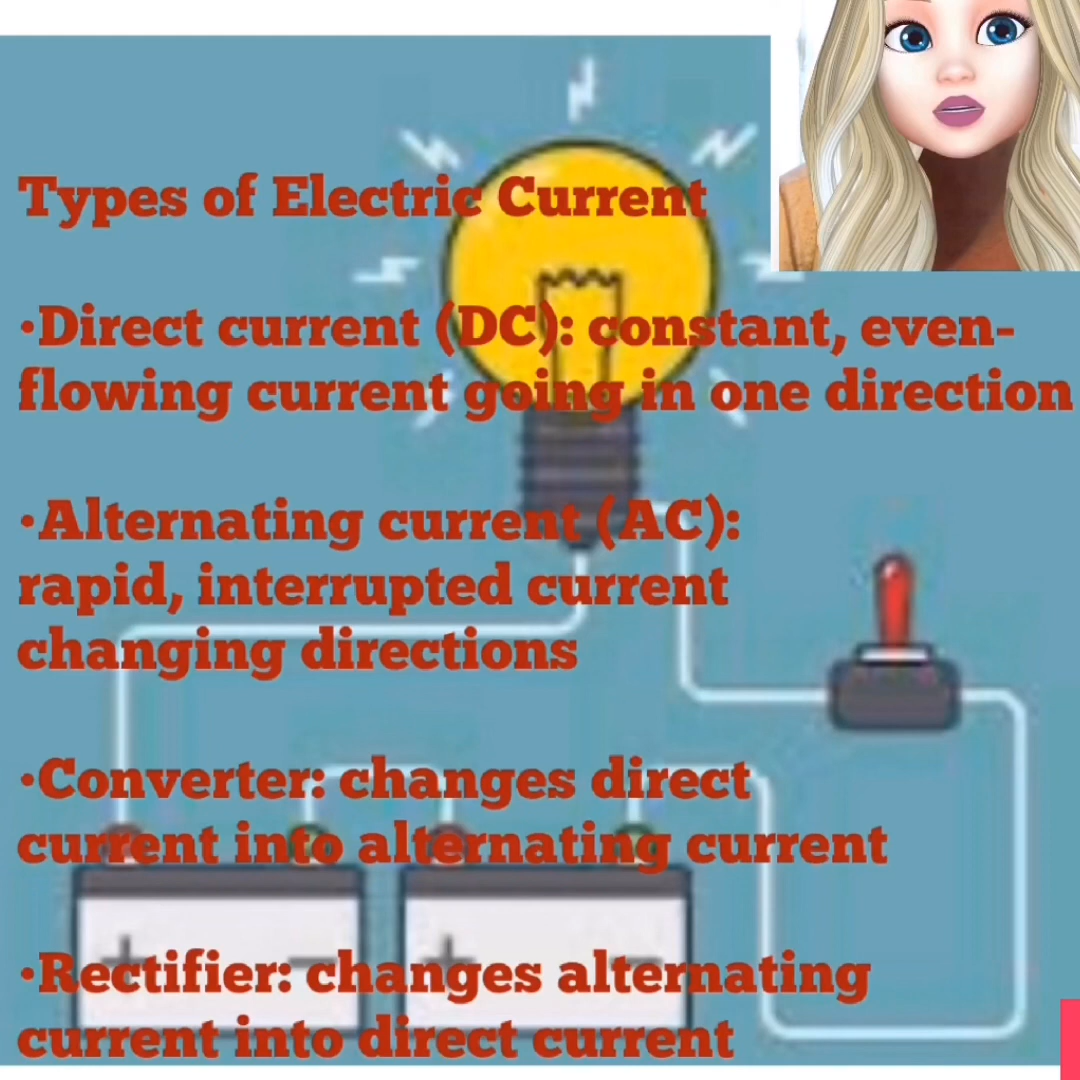 Types of Electric Current
•Direct current (DC): constant, even-
flowing current going in one direction
•Alternating current (AC):
rapid, interrupted current
changing directions
•Converter: changes direct
current into alternating current
•Rectifier: changes alternating
current into direct current
+ - + -